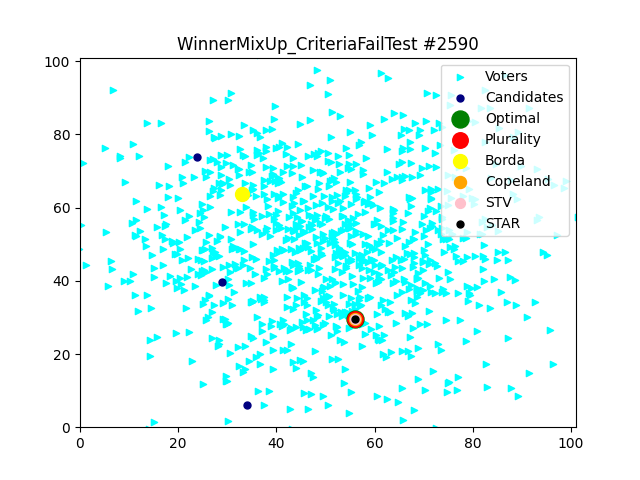 WinnerMixUp_CriteriaFailTest #2590
100
80
60
40
20
0
0
20
40
60
80
100
Voters
Candidates
Optimal
Plurality
Borda
Copeland
STV
STAR